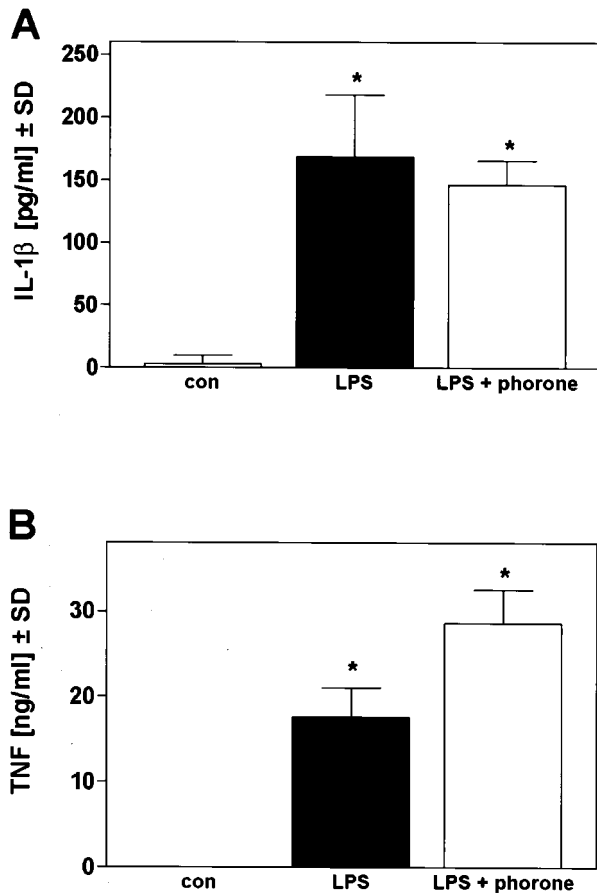 A
IL-1β [pg/ml] ± SD
250
200
150
100
50
0
*
*
con
LPS
LPS + phorone
B
TNF [ng/ml] ± SD
30
20
10
0
*
*
con
LPS
LPS + phorone